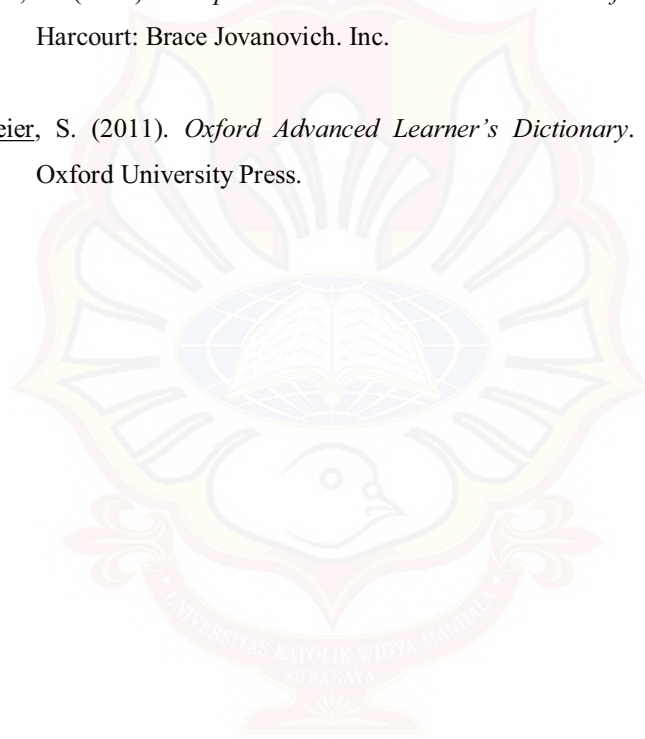 Harcourt: Brace Jovanovich. Inc.
eier, S. (2011). Oxford Advanced Learner’s Dictionary.
Oxford University Press.
UNIVERSITAS KATOLIK WIDYA MANDALA
SURABAYA